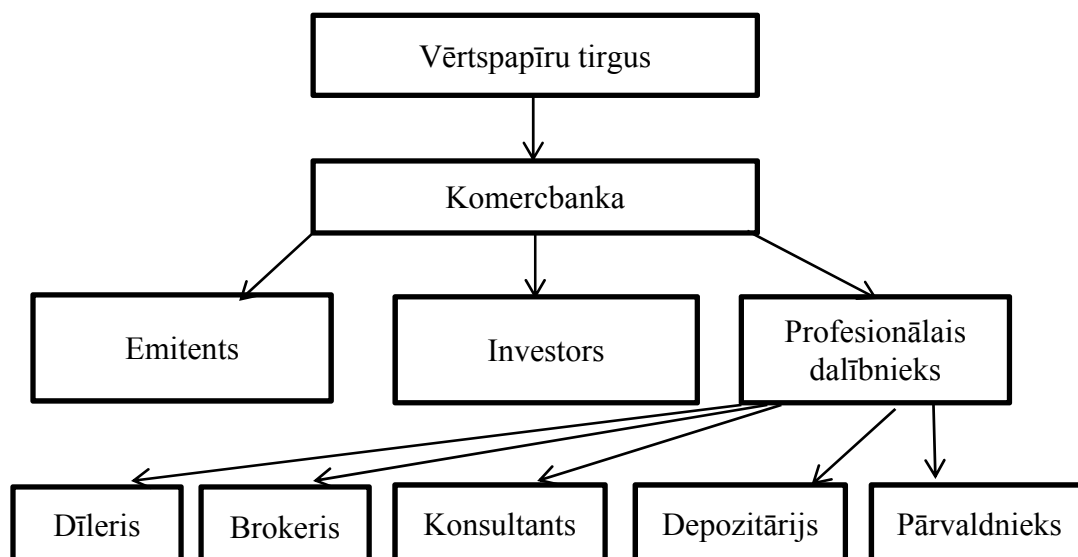 Vērtspapīru tirgus
Komercbanka
Emitents
Investors
Profesionālais
dalībnieks
Dīleris
Brokeris
Konsultants
Depozitārijs
Pārvaldnieks